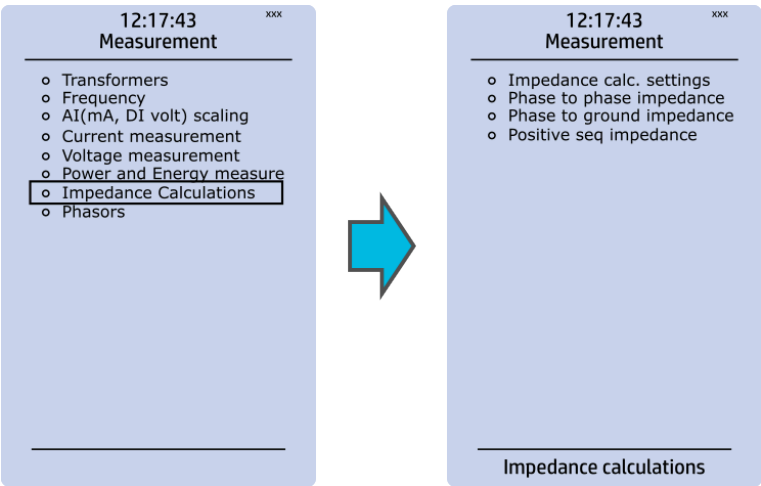 12:17:43
xxx
Measurement
Transformers
Frequency
AI(mA, DI volt) scaling
Current measurement
Voltage measurement
Power and Energy measure
Impedance Calculations
Phasors
12:17:43
xxx
Measurement
Impedance calc. settings
Phase to phase impedance
Phase to ground impedance
Positive seq impedance
Impedance calculations